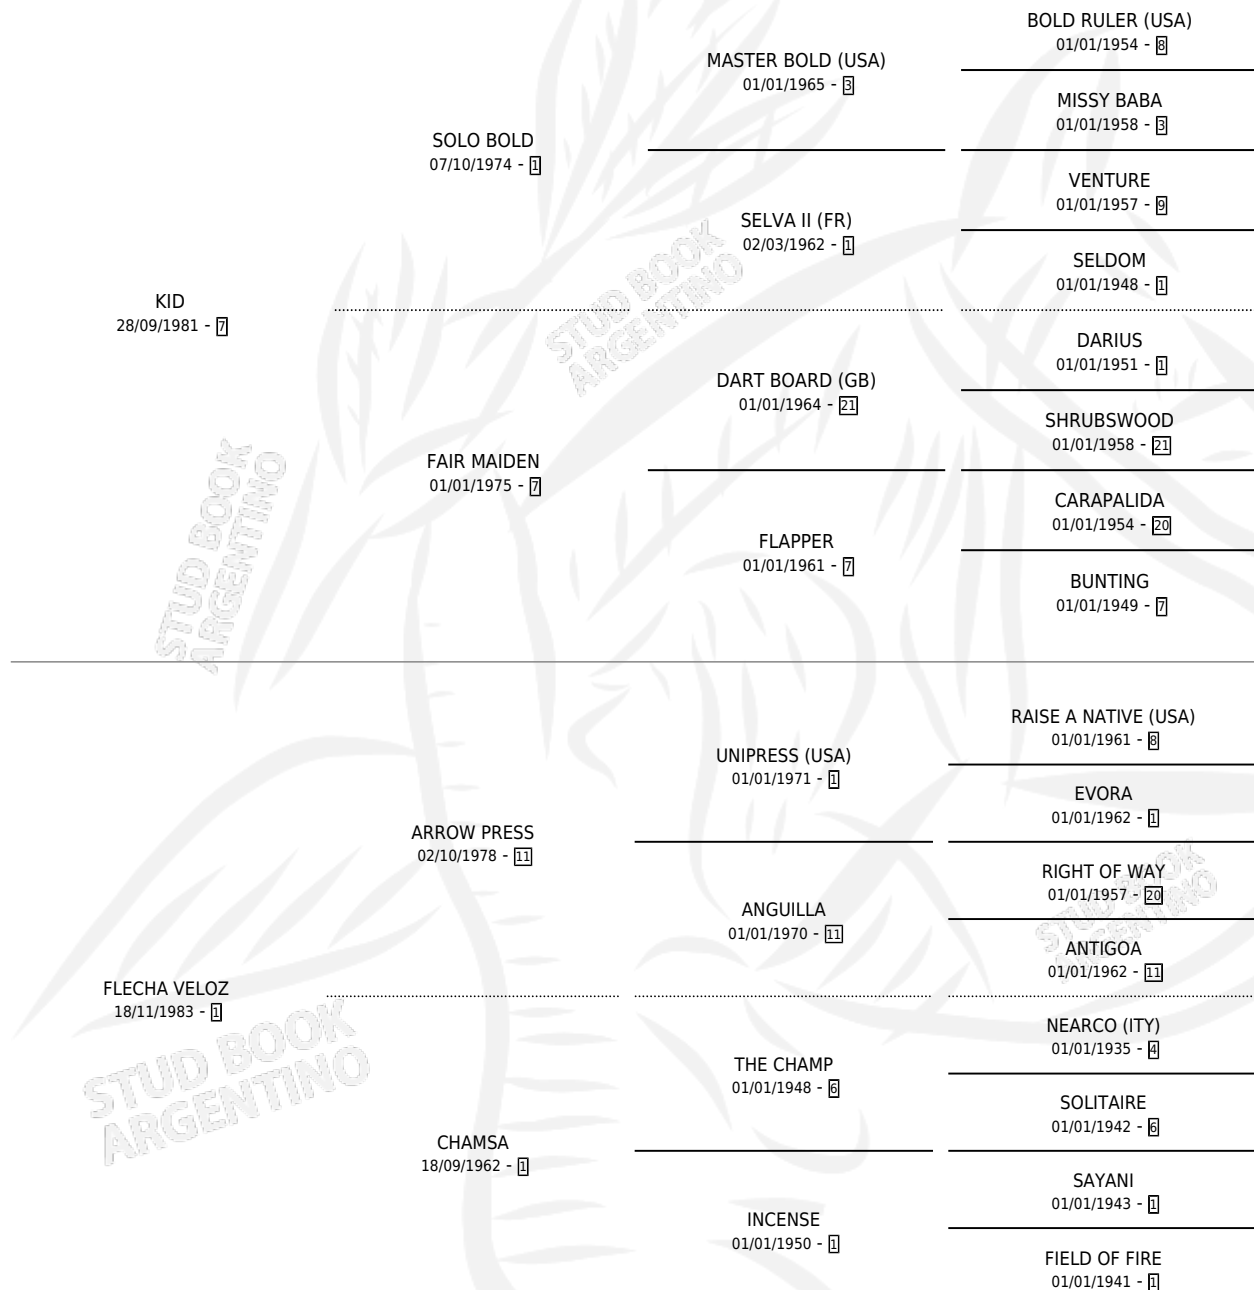 BOLD RULER (USA)
01/01/1954 - 8
MASTER BOLD (USA)
01/01/1965 - 3
MISSY BABA
01/01/1958 - 3
SOLO BOLD
07/10/1974 - 1
VENTURE
01/01/1957 - 9
SELVA II (FR)
02/03/1962 - 1
SELDOM
01/01/1948 - 1
KID
28/09/1981 - 7
DARIUS
01/01/1951 - 1
DART BOARD (GB)
01/01/1964 - 21
SHRUBSWOOD
01/01/1958 - 21
FAIR MAIDEN
01/01/1975 - 7
CARAPALIDA
01/01/1954 - 20
FLAPPER
01/01/1961 - 7
BUNTING
01/01/1949 - 7
STUD BOOK
ARGENTINO
STUD BOOK
ARGENTINO
RAISE A NATIVE (USA)
01/01/1961 - 8
UNIPRESS (USA)
01/01/1971 - 1
EVORA
01/01/1962 - 1
ARROW PRESS
02/10/1978 - 11
RIGHT OF WAY
01/01/1957 - 20
ANGUILLA
01/01/1970 - 11
ANTIGOA
01/01/1962 - 11
STUD BOOK
ARGENTINO
FLECHA VELOZ
18/11/1983 - 1
NEARCO (ITY)
01/01/1935 - 4
THE CHAMP
01/01/1948 - 6
SOLITAIRE
01/01/1942 - 6
STUD BOOK
ARGENTINO
CHAMSA
18/09/1962 - 1
SAYANI
01/01/1943 - 1
INCENSE
01/01/1950 - 1
FIELD OF FIRE
01/01/1941 - 1